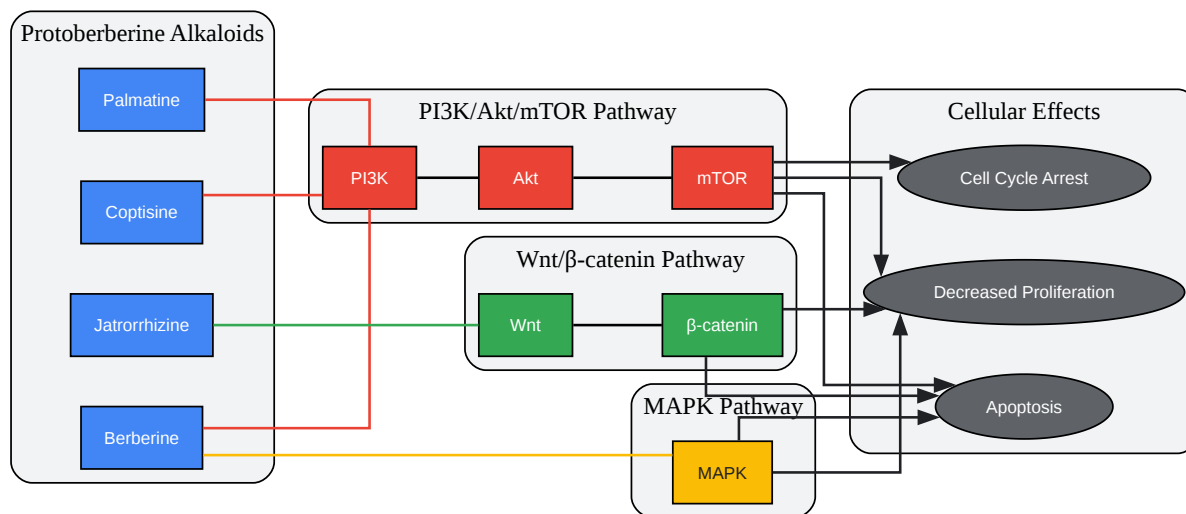 Protoberberine Alkaloids
Palmatine
Coptisine
Jatrorrhizine
Berberine
PI3K/Akt/mTOR Pathway
PI3K
Akt
mTOR
Wnt/β-catenin Pathway
Wnt
β-catenin
MAPK Pathway
MAPK
Cellular Effects
Cell Cycle Arrest
Decreased Proliferation
Apoptosis